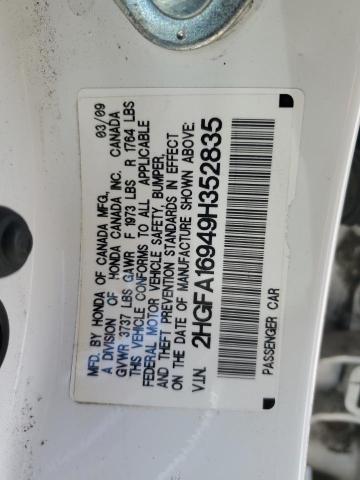 MFD. BY HONDA OF CANADA MFG., 03/09
A DIVISION OF HONDA CANADA INC. CANADA
GVWR 3737 LBS GAWR F 1973 LBS R 1764 LBS
THIS VEHICLE CONFORMS TO ALL APPLICABLE
FEDERAL MOTOR VEHICLE SAFETY, BUMPER,
AND THEFT PREVENTION STANDARDS IN EFFECT
ON THE DATE OF MANUFACTURE SHOWN ABOVE.
V.I.N. 2HGFA16949H352835
PASSENGER CAR